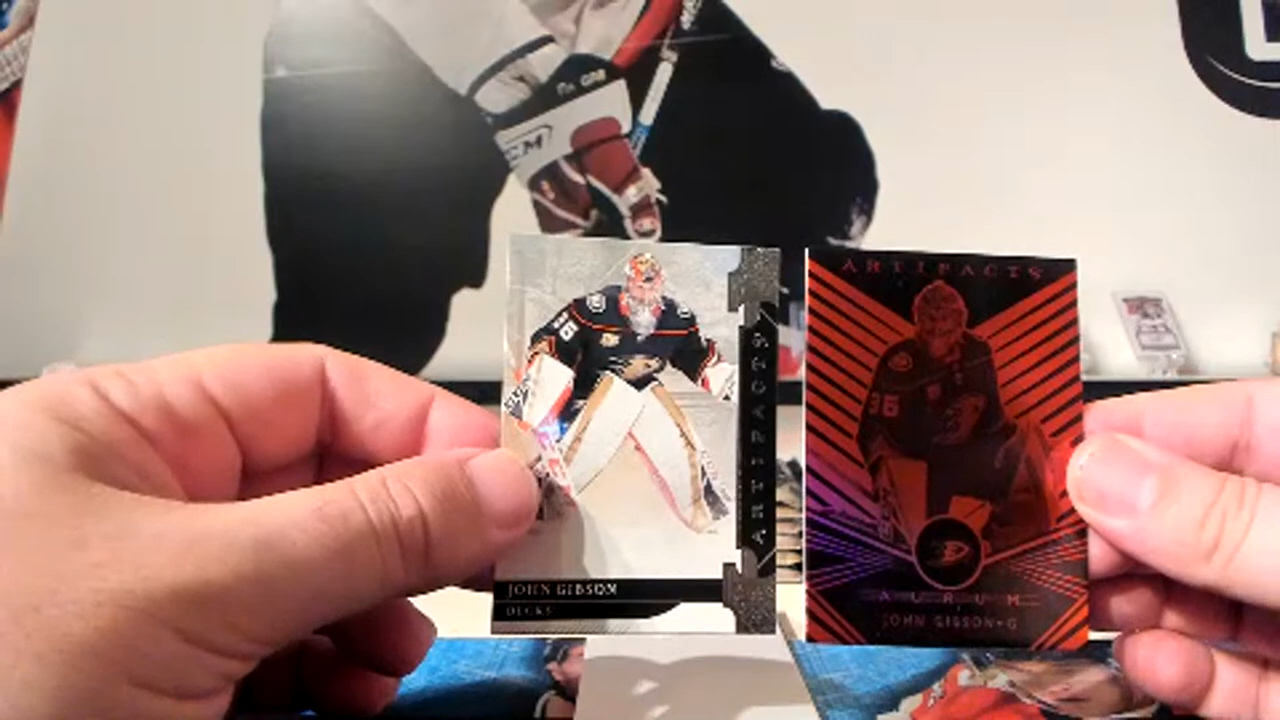 CCM
36
ARTIFACTS
JOHN GIBSON
DUCKS
ARTIFACTS
36
AURUM
JOHN GIBSON • G